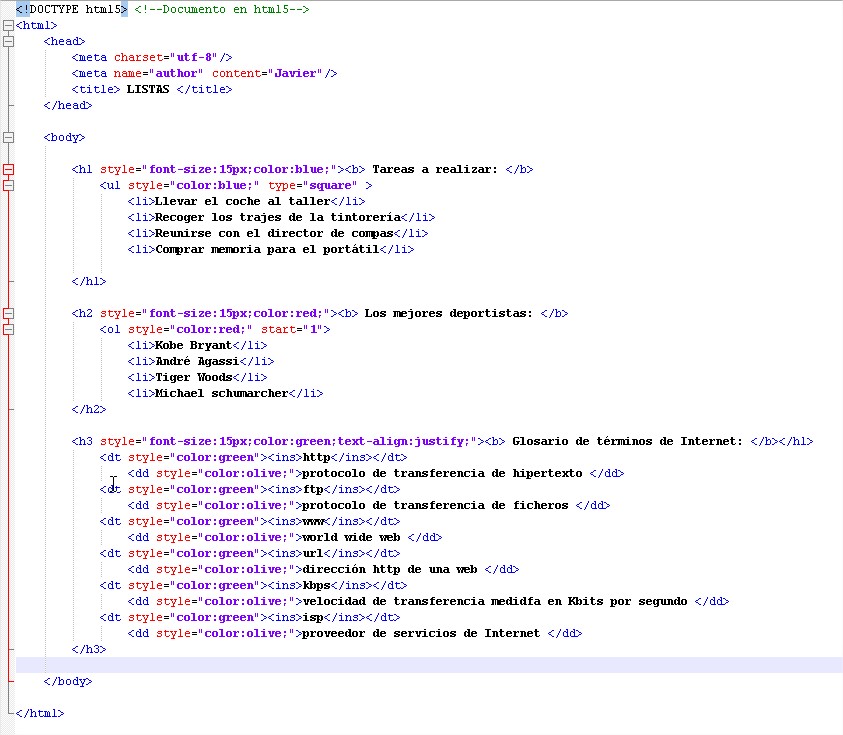 <!DOCTYPE html5> <!--Documento en html5-->
<html>
<head>
<meta charset="utf-8"/>
<meta name="author" content="Javier"/>
<title> LISTAS </title>
</head>
<body>
<h1 style="font-size:15px;color:blue;"><b> Tareas a realizar: </b>
<ul style="color:blue;" type="square" >
<li>Llevar el coche al taller</li>
<li>Recoger los trajes de la tintorería</li>
<li>Reunirse con el director de compas</li>
<li>Comprar memoria para el portátil</li>
</h1>
<h2 style="font-size:15px;color:red;"><b> Los mejores deportistas: </b>
<ol style="color:red;" start="1">
<li>Kobe Bryant</li>
<li>André Agassi</li>
<li>Tiger Woods</li>
<li>Michael schumarcher</li>
</h2>
<h3 style="font-size:15px;color:green;text-align:justify;"><b> Glosario de términos de Internet: </b></h1>
<dt style="color:green"><ins>http</ins></dt>
<dd style="color:olive;">protocolo de transferencia de hipertexto </dd>
<dt style="color:green"><ins>ftp</ins></dt>
<dd style="color:olive;">protocolo de transferencia de ficheros </dd>
<dt style="color:green"><ins>www</ins></dt>
<dd style="color:olive;">world wide web </dd>
<dt style="color:green"><ins>url</ins></dt>
<dd style="color:olive;">dirección http de una web </dd>
<dt style="color:green"><ins>kbps</ins></dt>
<dd style="color:olive;">velocidad de transferencia medidfa en Kbits por segundo </dd>
<dt style="color:green"><ins>isp</ins></dt>
<dd style="color:olive;">proveedor de servicios de Internet </dd>
</h3>
</body>
</html>